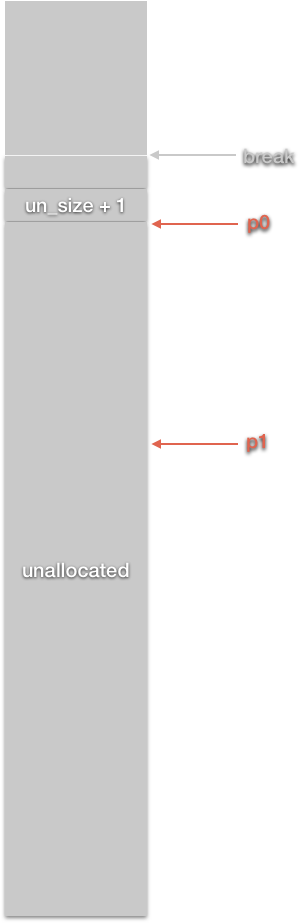 break
un_size + 1
p0
p1
unallocated